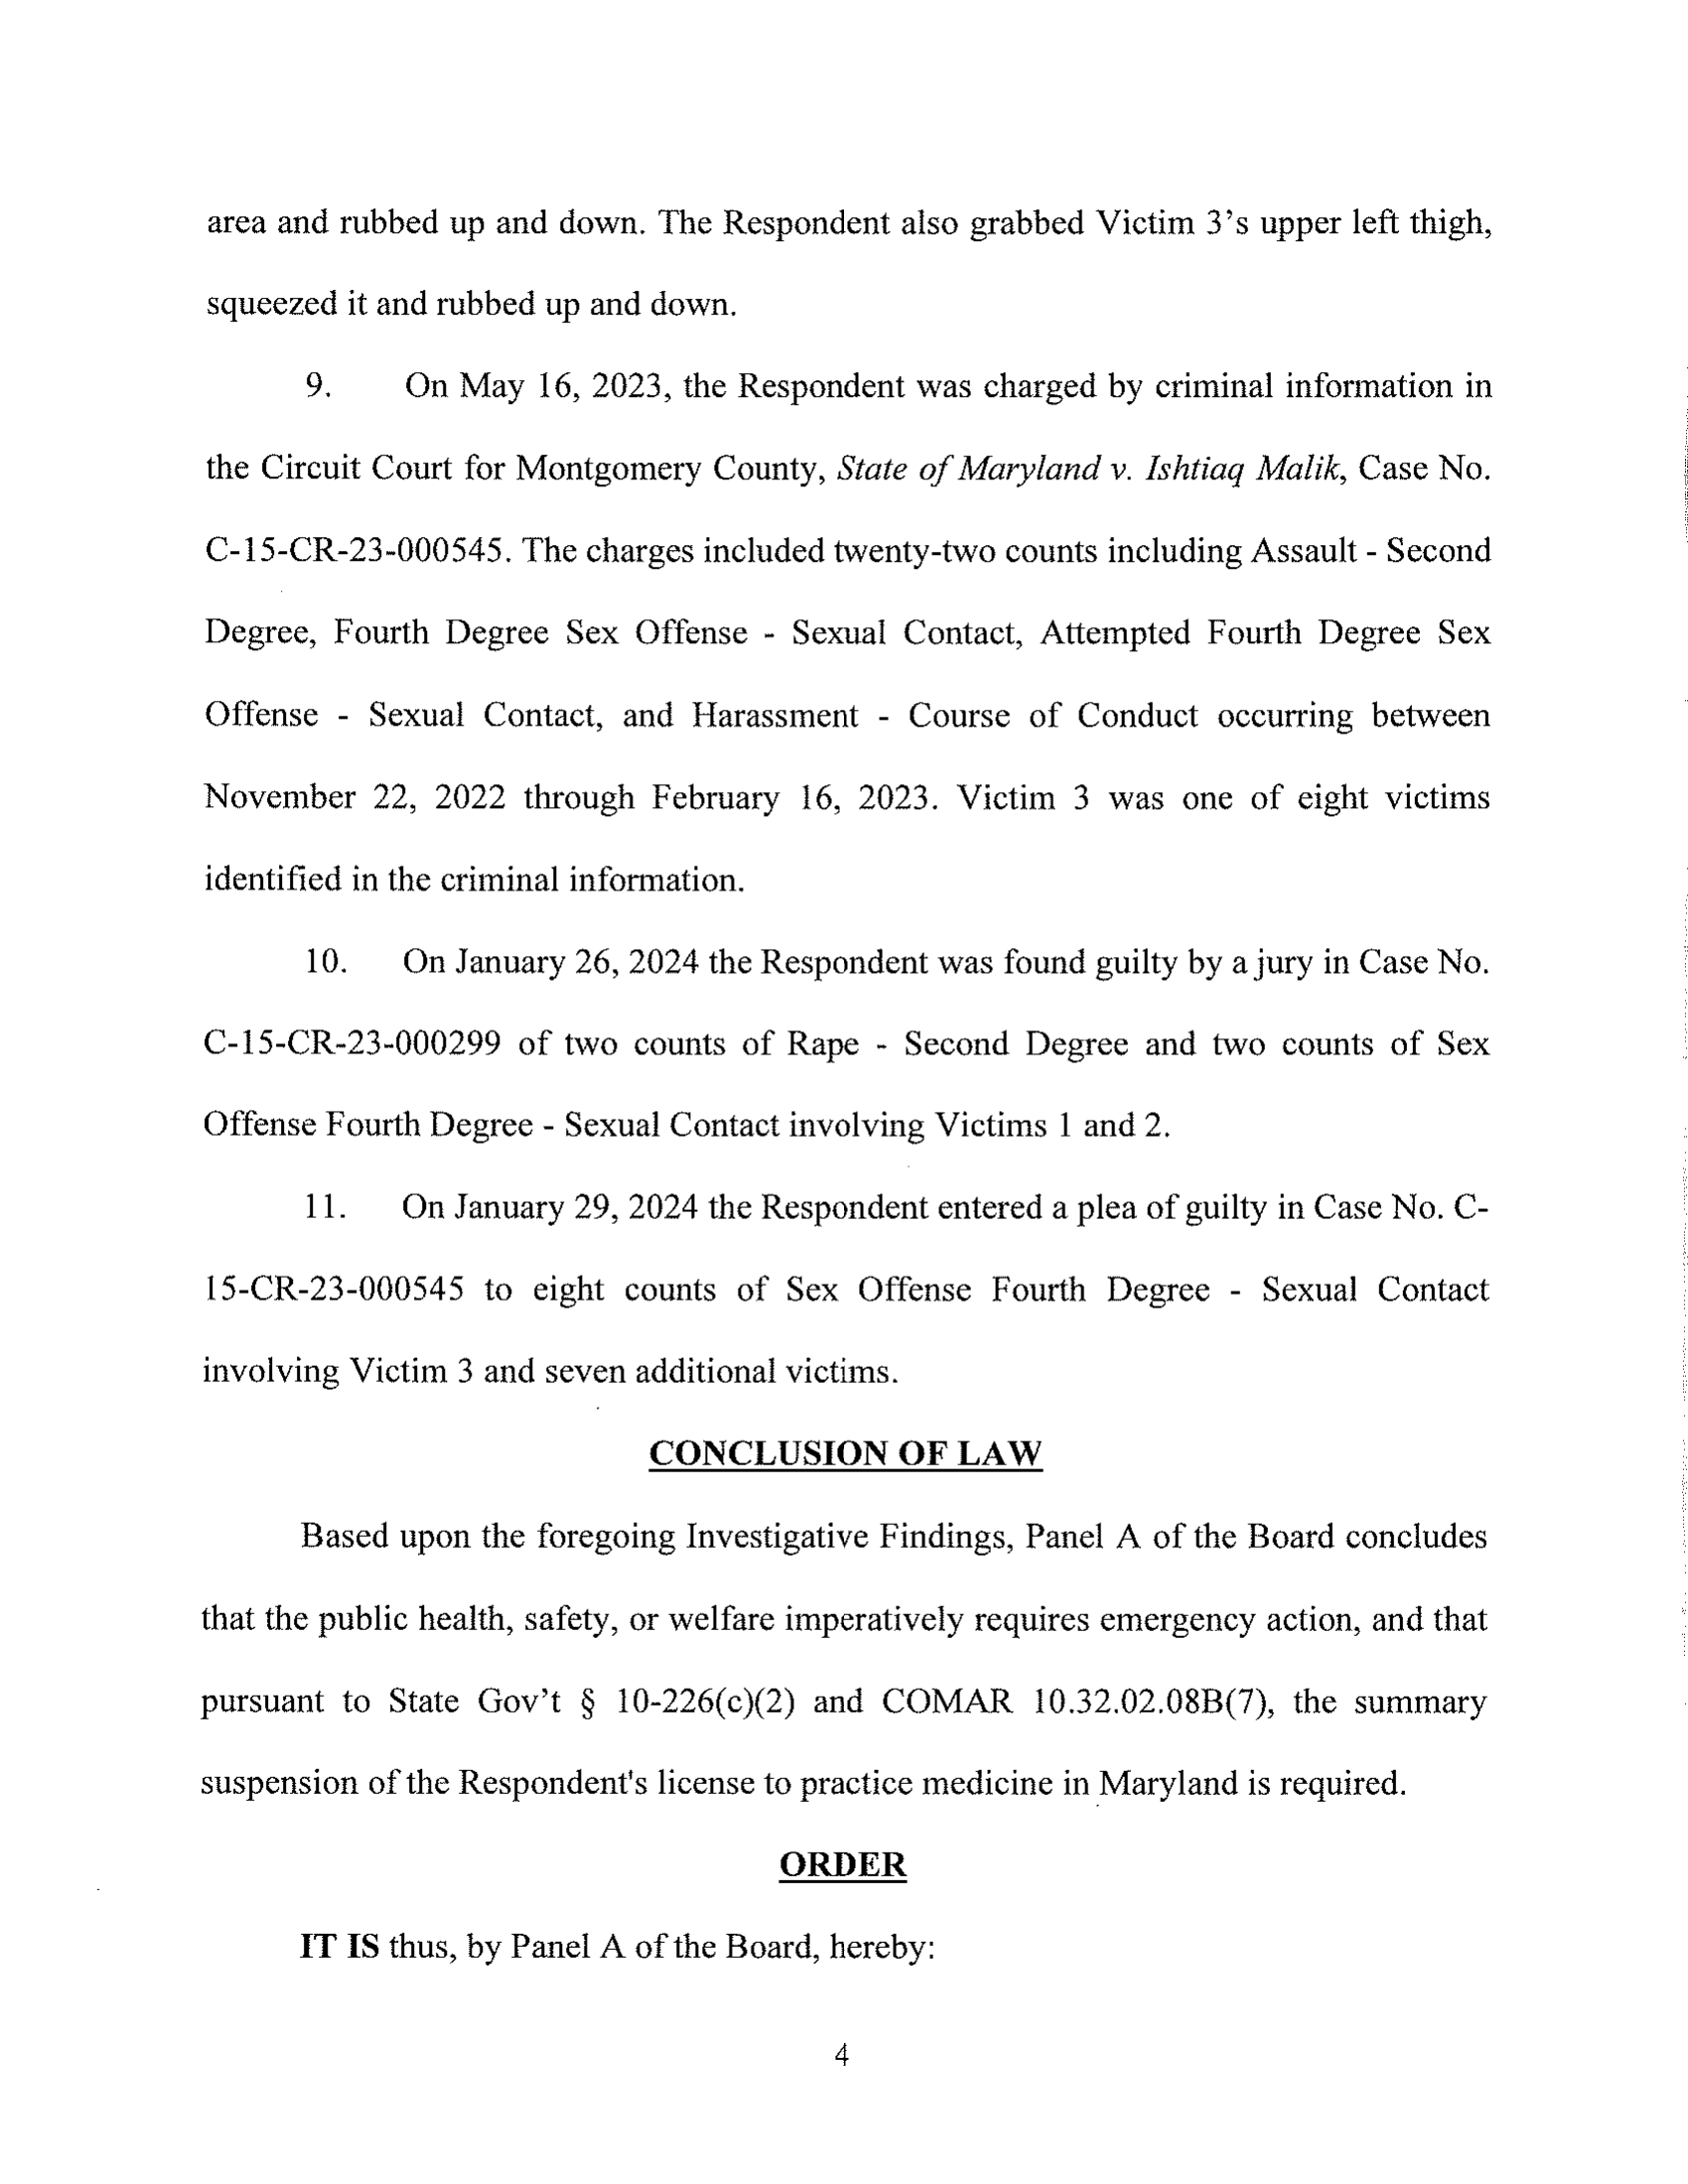 area and rubbed up and down. The Respondent also grabbed Victim 3’s upper left thigh,
squeezed it and rubbed up and down.
9. On May 16, 2023, the Respondent was charged by criminal information in
the Circuit Court for Montgomery County, State of Maryland v. Ishtiaq Malik, Case No.
C-15-CR-23-000545. The charges included twenty-two counts including Assault - Second
Degree, Fourth Degree Sex Offense - Sexual Contact, Attempted Fourth Degree Sex
Offense - Sexual Contact, and Harassment - Course of Conduct occurring between
November 22, 2022 through February 16, 2023. Victim 3 was one of eight victims
identified in the criminal information.
10. On January 26, 2024 the Respondent was found guilty by a jury in Case No.
C-15-CR-23-000299 of two counts of Rape - Second Degree and two counts of Sex
Offense Fourth Degree - Sexual Contact involving Victims 1 and 2.
11. On January 29, 2024 the Respondent entered a plea of guilty in Case No. C-
15-CR-23-000545 to eight counts of Sex Offense Fourth Degree - Sexual Contact
involving Victim 3 and seven additional victims.
CONCLUSION OF LAW
Based upon the foregoing Investigative Findings, Panel A of the Board concludes
that the public health, safety, or welfare imperatively requires emergency action, and that
pursuant to State Gov’t § 10-226(c)(2) and COMAR 10.32.02.08B(7), the summary
suspension of the Respondent's license to practice medicine in Maryland is required.
ORDER
IT IS thus, by Panel A of the Board, hereby:
4